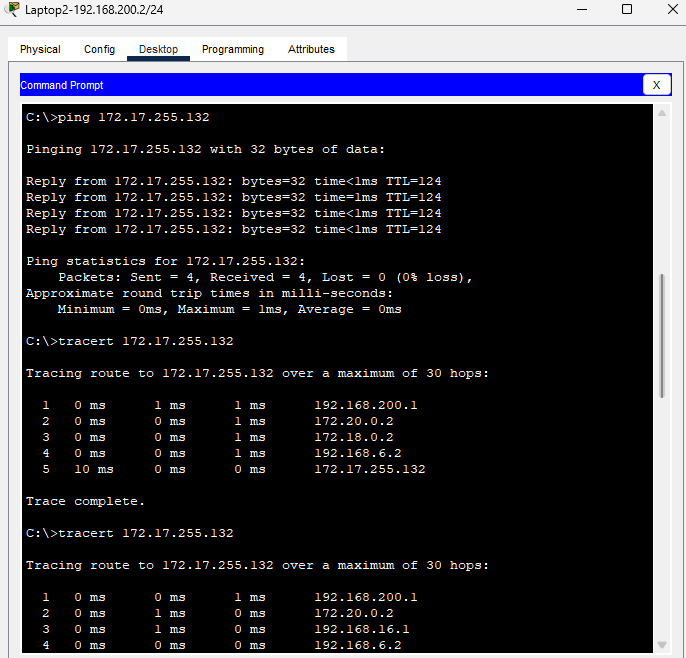 Laptop2-192.168.200.2/24
Physical Config Desktop Programming Attributes
Command Prompt X
C:\>ping 172.17.255.132
Pinging 172.17.255.132 with 32 bytes of data:
Reply from 172.17.255.132: bytes=32 time<1ms TTL=124
Reply from 172.17.255.132: bytes=32 time=1ms TTL=124
Reply from 172.17.255.132: bytes=32 time<1ms TTL=124
Reply from 172.17.255.132: bytes=32 time<1ms TTL=124
Ping statistics for 172.17.255.132:
Packets: Sent = 4, Received = 4, Lost = 0 (0% loss),
Approximate round trip times in milli-seconds:
Minimum = 0ms, Maximum = 1ms, Average = 0ms
C:\>tracert 172.17.255.132
Tracing route to 172.17.255.132 over a maximum of 30 hops:
1 0 ms 1 ms 1 ms 192.168.200.1
2 0 ms 0 ms 1 ms 172.20.0.2
3 0 ms 0 ms 1 ms 172.18.0.2
4 0 ms 0 ms 1 ms 192.168.6.2
5 10 ms 0 ms 0 ms 172.17.255.132
Trace complete.
C:\>tracert 172.17.255.132
Tracing route to 172.17.255.132 over a maximum of 30 hops:
1 0 ms 0 ms 1 ms 192.168.200.1
2 0 ms 1 ms 0 ms 172.20.0.2
3 0 ms 1 ms 0 ms 192.168.16.1
4 0 ms 0 ms 0 ms 192.168.6.2